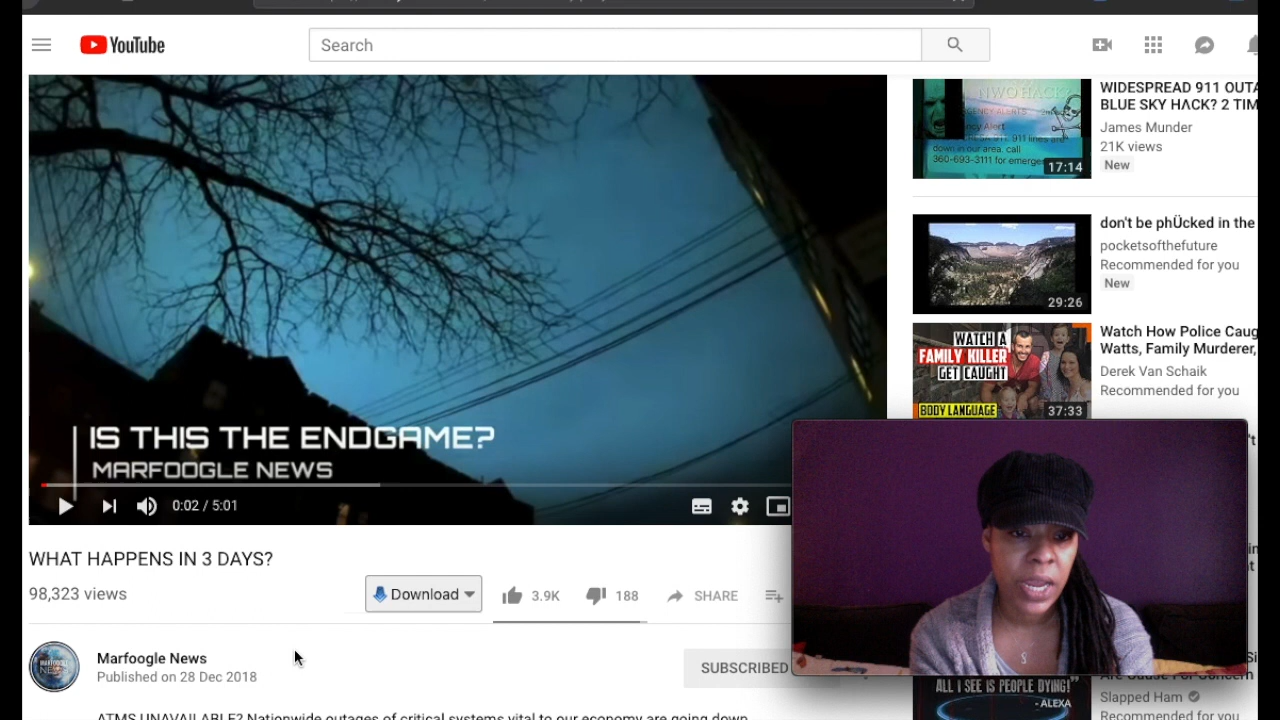 YouTube
Search
IS THIS THE ENDGAME?
MARFOOGLE NEWS
0:02 / 5:01
WHAT HAPPENS IN 3 DAYS?
98,323 views
Download
3.9K
188
SHARE
Marfoogle News
Published on 28 Dec 2018
SUBSCRIBED
ATMS UNAVAILABLE? Nationwide outages of critical systems vital to our economy are going down
NWO HACK?
911 lines are
down in our area. call
360-693-3111 for emerge
17:14
WIDESPREAD 911 OUTA
BLUE SKY HACK? 2 TIM
James Munder
21K views
New
29:26
don't be phÜcked in the
pocketsofthefuture
Recommended for you
New
WATCH A
FAMILY KILLER
GET CAUGHT
BODY LANGUAGE
37:33
Watch How Police Caug
Watts, Family Murderer,
Derek Van Schaik
Recommended for you
ALL I SEE IS PEOPLE DYING!"
- ALEXA
Slapped Ham
Recommended for you